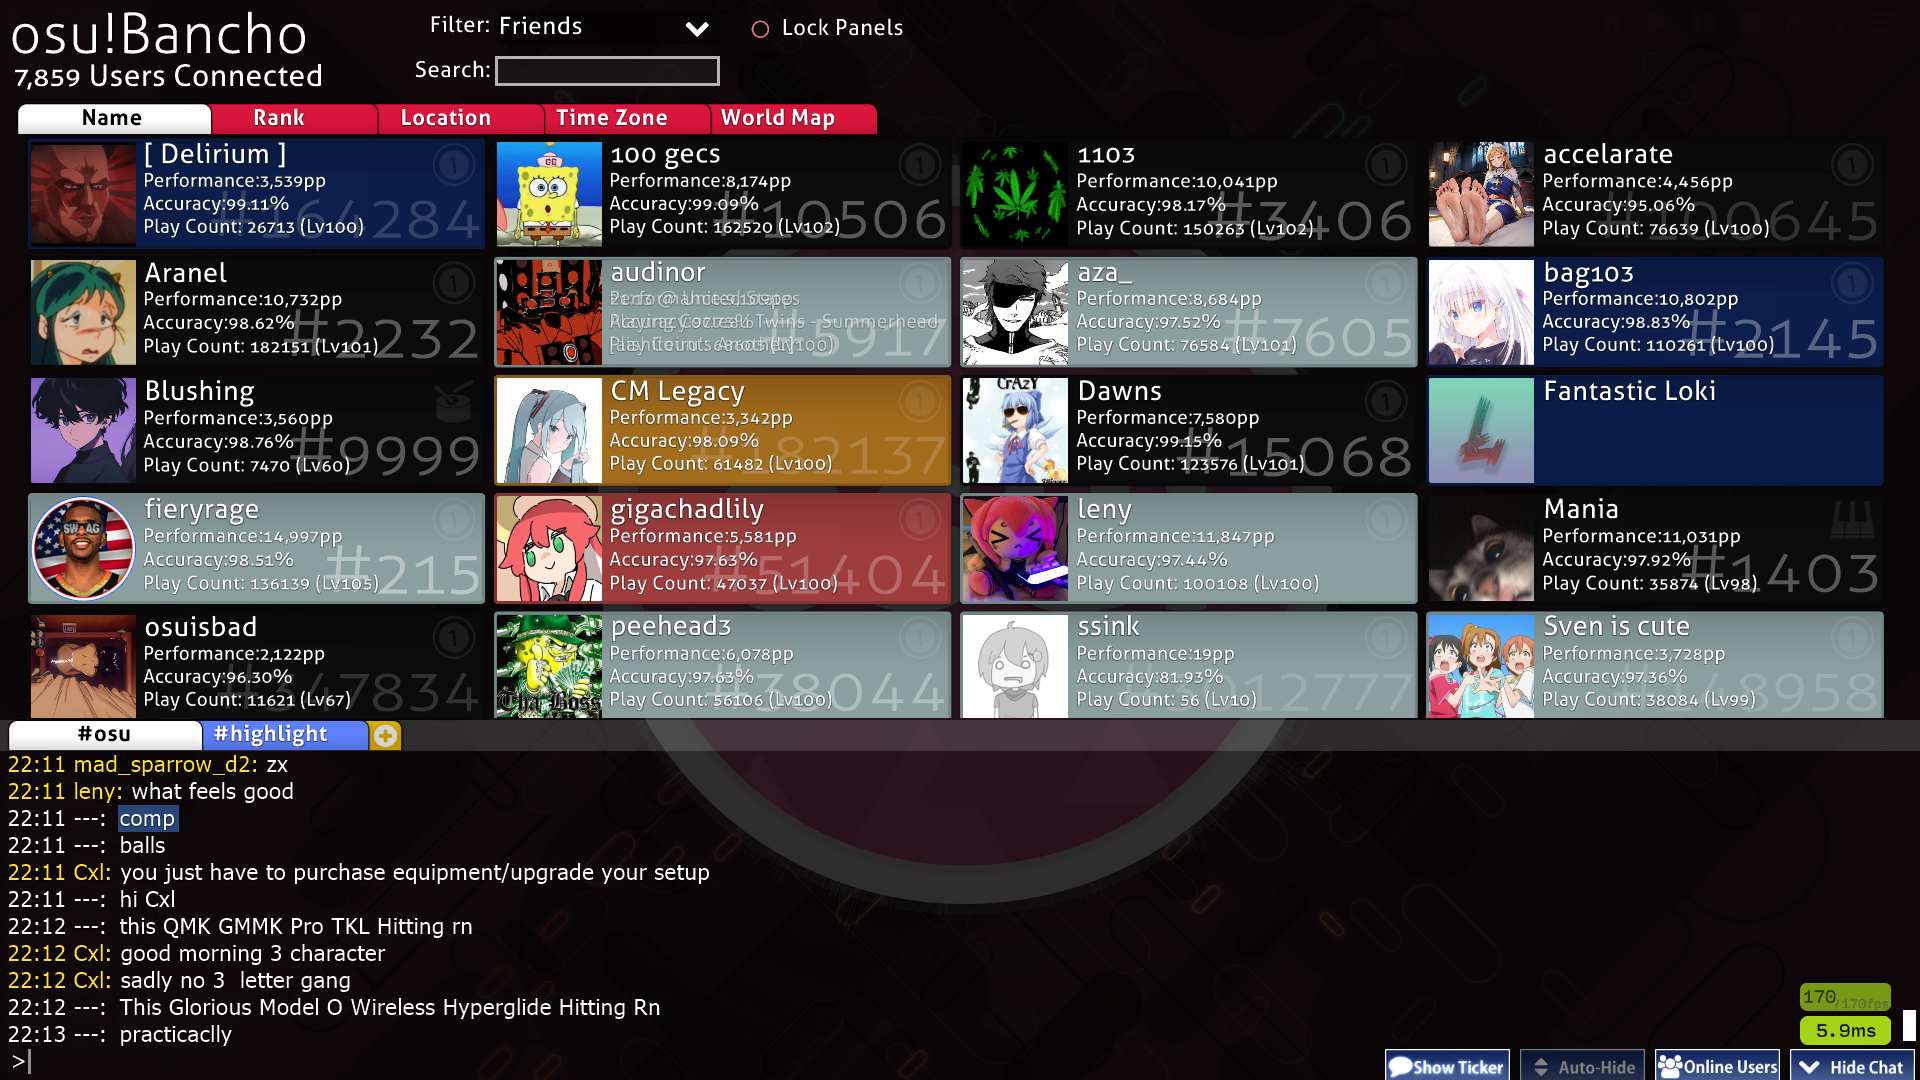 osu!Bancho
7,859 Users Connected
Filter: Friends
Lock Panels
Search:
Name Rank Location Time Zone World Map
[ Delirium ]
Performance:3,539pp
Accuracy:99.11%
Play Count: 26713 (Lv100)
#164284
100 gecs
Performance:8,174pp
Accuracy:99.09%
Play Count: 162520 (Lv102)
#10506
1103
Performance:10,041pp
Accuracy:98.17%
Play Count: 150263 (Lv102)
#3406
accelarate
Performance:4,456pp
Accuracy:95.06%
Play Count: 76639 (Lv100)
#100645
Aranel
Performance:10,732pp
Accuracy:98.62%
Play Count: 182151 (Lv101)
#2232
audinor
#5917
aza_
Performance:8,684pp
Accuracy:97.52%
Play Count: 76584 (Lv101)
#7605
bag103
Performance:10,802pp
Accuracy:98.83%
Play Count: 110261 (Lv100)
#2145
Blushing
Performance:3,560pp
Accuracy:98.76%
Play Count: 7470 (Lv60)
#9999
CM Legacy
Performance:3,342pp
Accuracy:98.09%
Play Count: 61482 (Lv100)
#182137
CrAzY
Dawns
Performance:7,580pp
Accuracy:99.15%
Play Count: 123576 (Lv101)
#15068
Fantastic Loki
SWAG
fieryrage
Performance:14,997pp
Accuracy:98.51%
Play Count: 136139 (Lv105)
#215
gigachadlily
Performance:5,581pp
Accuracy:97.63%
Play Count: 47037 (Lv100)
#51404
leny
Performance:11,847pp
Accuracy:97.44%
Play Count: 100108 (Lv100)
Mania
Performance:11,031pp
Accuracy:97.92%
Play Count: 35874 (Lv98)
#1403
osuisbad
Performance:2,122pp
Accuracy:96.30%
Play Count: 11621 (Lv67)
Tha Boss
peehead3
Performance:6,078pp
Accuracy:97.63%
Play Count: 56106 (Lv100)
#38044
ssink
Performance:19pp
Accuracy:81.93%
Play Count: 56 (Lv10)
Sven is cute
Performance:3,728pp
Accuracy:97.36%
Play Count: 38084 (Lv99)
#osu #highlight
22:11 mad_sparrow_d2: zx
22:11 leny: what feels good
22:11 ---: comp
22:11 ---: balls
22:11 Cxl: you just have to purchase equipment/upgrade your setup
22:11 ---: hi Cxl
22:12 ---: this QMK GMMK Pro TKL Hitting rn
22:12 Cxl: good morning 3 character
22:12 Cxl: sadly no 3  letter gang
22:12 ---: This Glorious Model O Wireless Hyperglide Hitting Rn
22:13 ---: practicaclly
>
170/170fps
5.9ms
Show Ticker Auto-Hide Online Users Hide Chat